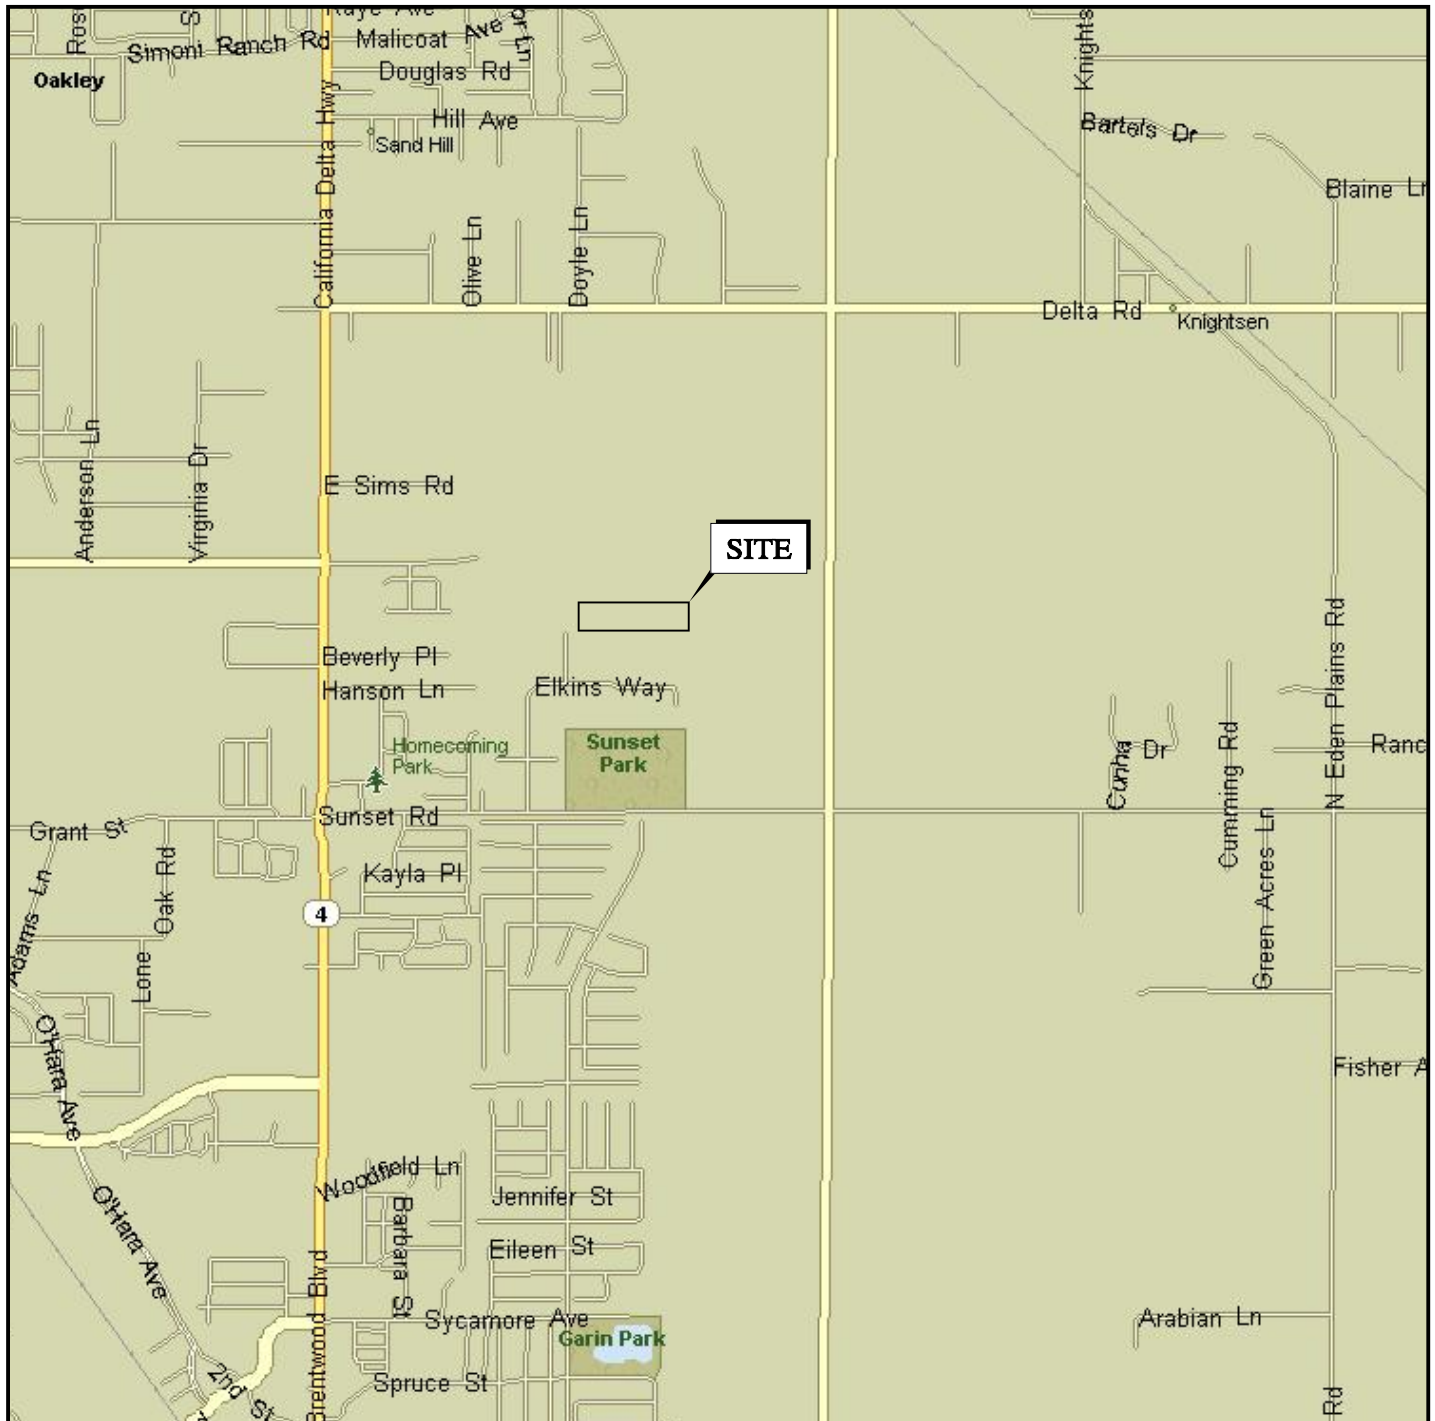 Raye Ave
Simoni Ranch Rd
Malicoat Ave
Knights
Oakley
Douglas Rd
Hill Ave
Sand Hill
Bartels Dr
Blaine Ln
California Delta Hwy
Olive Ln
Doyle Ln
Delta Rd
Knightsen
Anderson Ln
Virginia Dr
E Sims Rd
SITE
Beverly Pl
Hanson Ln
Elkins Way
N Eden Plains Rd
Homecoming
Park
Sunset
Park
Cunha Dr
Cumming Rd
Ranc
Sunset Rd
Grant St
Oak Rd
Kayla Pl
Green Acres Ln
4
Adams Ln
Lone
O'Hara Ave
Fisher A
Woodfield Ln
Jennifer St
O'Hara Ave
Barbara St
Eileen St
Brentwood Blvd
Sycamore Ave
Garin Park
Arabian Ln
2nd St
Spruce St
Rd